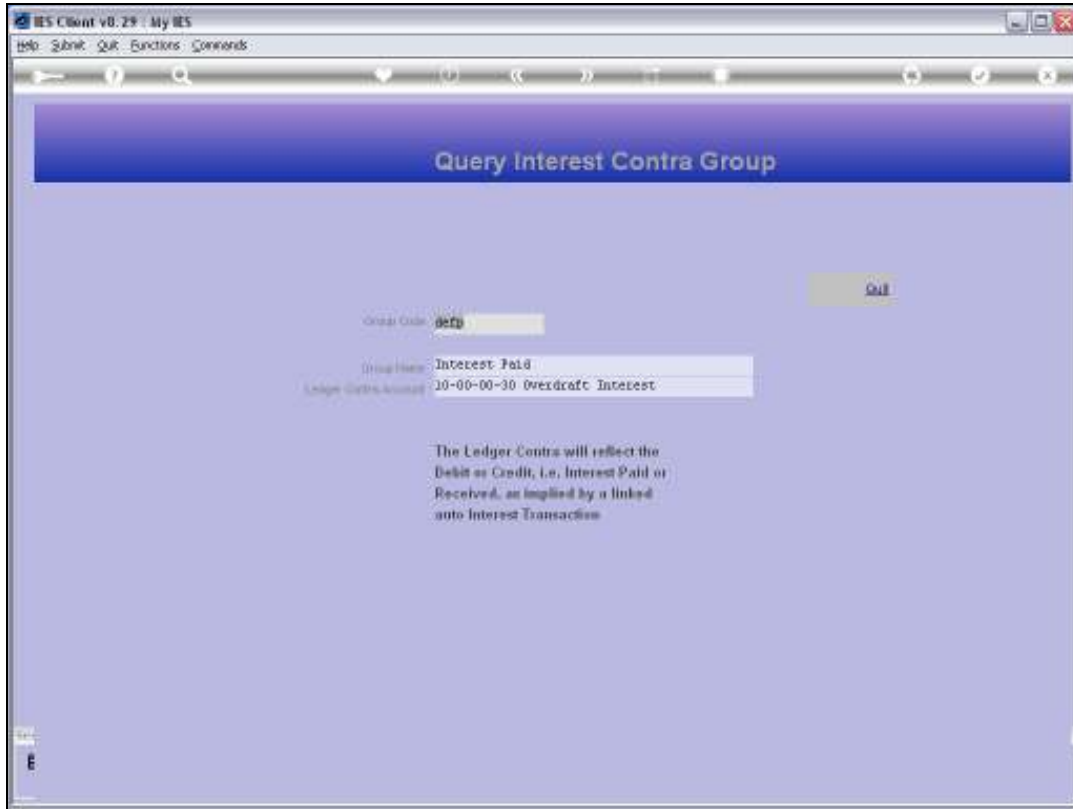 IES Client v8.29 : My IES
Help Submit Quit Functions Commands
Query Interest Contra Group
Quit
Group Code defp
Group Name Interest Paid
Ledger Contra Account 10-00-00-30 Overdraft Interest
The Ledger Contra will reflect the
Debit or Credit, i.e. Interest Paid or
Received, as implied by a linked
auto Interest Transaction
E